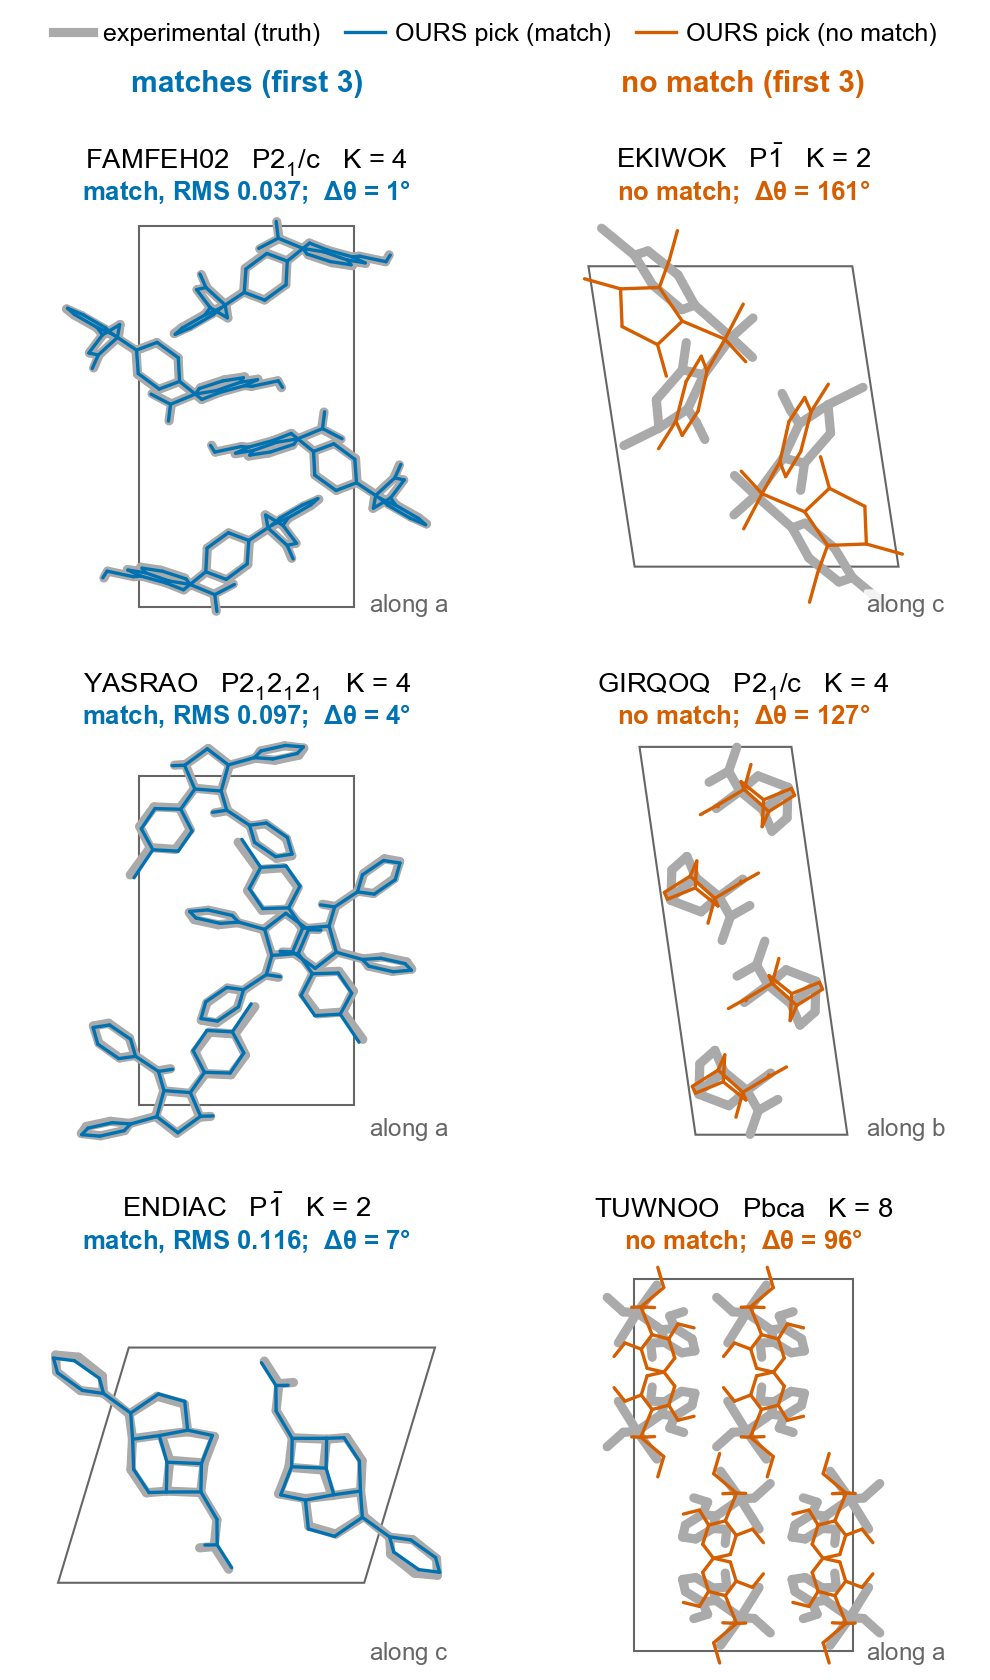 experimental (truth) OURS pick (match) OURS pick (no match)
matches (first 3)
no match (first 3)
FAMFEH02 P2₁/c K = 4
match, RMS 0.037; Δθ = 1°
along a
EKIWOK P1̄ K = 2
no match; Δθ = 161°
along c
YASRAO P2₁2₁2₁ K = 4
match, RMS 0.097; Δθ = 4°
along a
GIRQOQ P2₁/c K = 4
no match; Δθ = 127°
along b
ENDIAC P1̄ K = 2
match, RMS 0.116; Δθ = 7°
along c
TUWNOO Pbca K = 8
no match; Δθ = 96°
along a